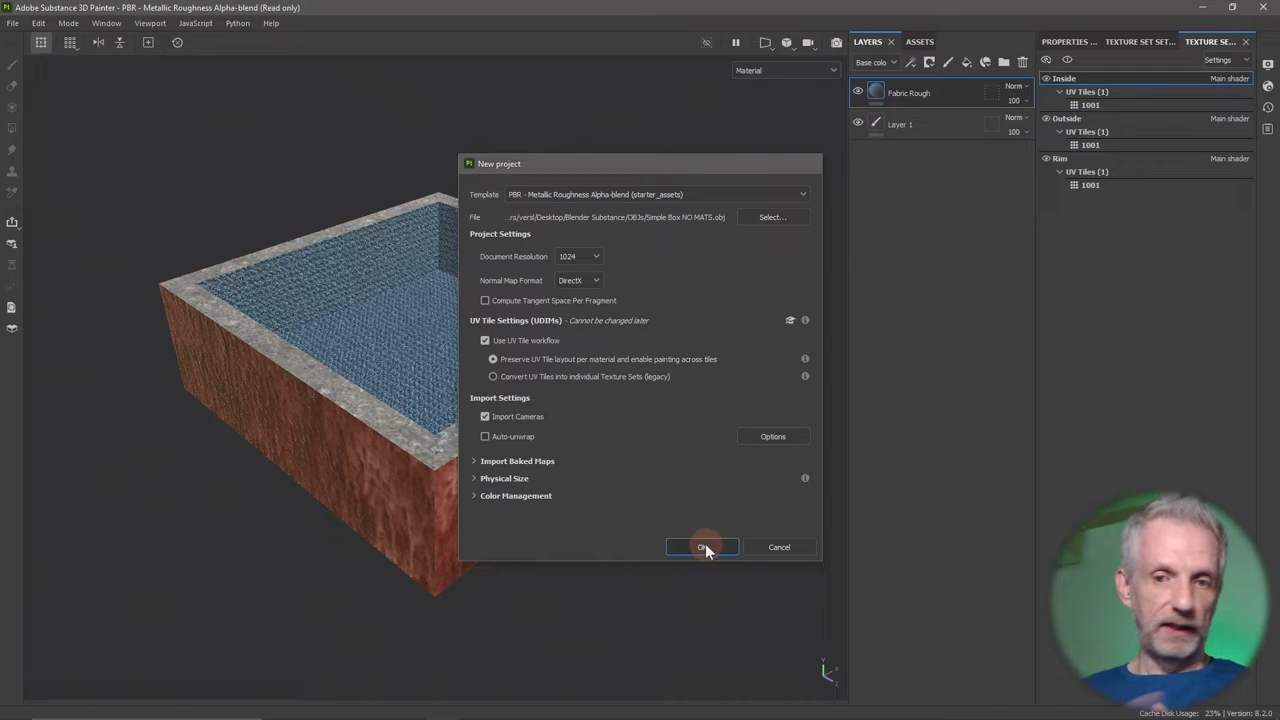 Adobe Substance 3D Painter - PBR - Metallic Roughness Alpha-blend (Read only)
File Edit Mode Window Viewport JavaScript Python Help
LAYERS ASSETS
PROPERTIES ... TEXTURE SET SET... TEXTURE SE...
Material
Base colo
Settings
Fabric Rough
Norm
100
Layer 1
Norm
100
Inside Main shader
UV Tiles (1)
1001
Outside Main shader
UV Tiles (1)
1001
Rim Main shader
UV Tiles (1)
1001
Pt New project
Template PBR - Metallic Roughness Alpha-blend (starter_assets)
File ...rs/versl/Desktop/Blender Substance/OBJs/Simple Box NO MATS.obj Select...
Project Settings
Document Resolution 1024
Normal Map Format DirectX
Compute Tangent Space Per Fragment
UV Tile Settings (UDIMs) - Cannot be changed later
Use UV Tile workflow
Preserve UV Tile layout per material and enable painting across tiles
Convert UV Tiles into individual Texture Sets (legacy)
Import Settings
Import Cameras
Auto-unwrap Options
Import Baked Maps
Physical Size
Color Management
Cancel
Y
Cache Disk Usage: 23% | Version: 8.2.0